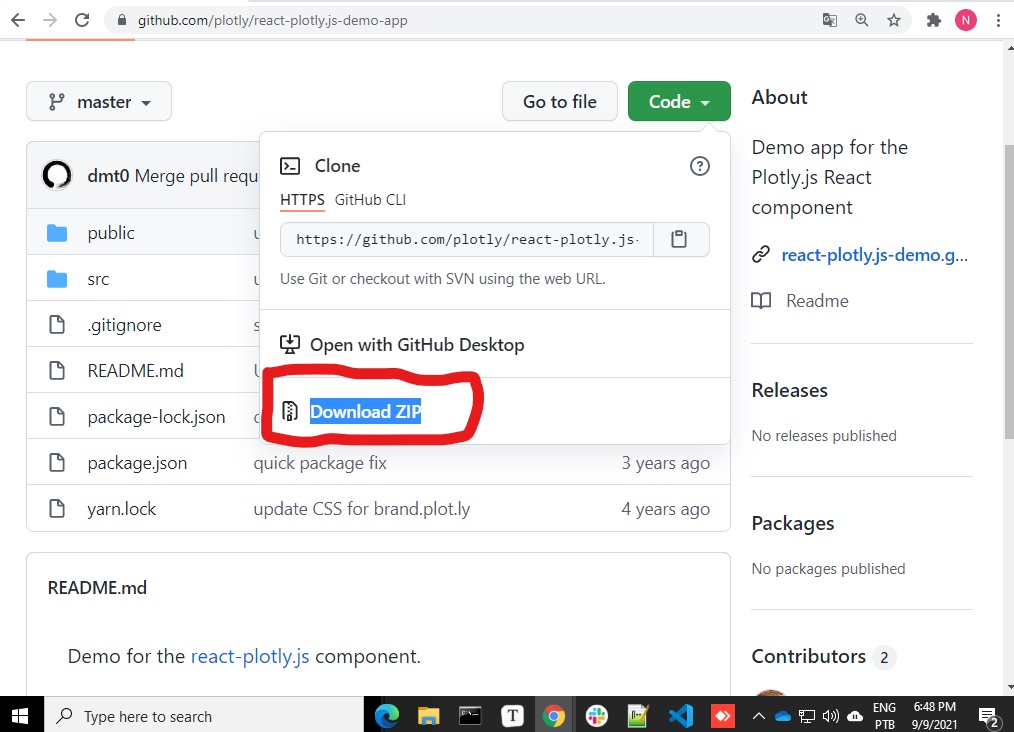 github.com/plotly/react-plotly.js-demo-app
N
master
Go to file
Code
About
Demo app for the
Plotly.js React
component
react-plotly.js-demo.g...
Readme
Releases
No releases published
Packages
No packages published
Contributors 2
dmt0 Merge pull requ
public
src
.gitignore
README.md
package-lock.json
package.json quick package fix 3 years ago
yarn.lock update CSS for brand.plot.ly 4 years ago
Clone
HTTPS GitHub CLI
https://github.com/plotly/react-plotly.js-
Use Git or checkout with SVN using the web URL.
Open with GitHub Desktop
Download ZIP
README.md
Demo for the react-plotly.js component.
Type here to search
T
ENG
PTB
6:48 PM
9/9/2021
2